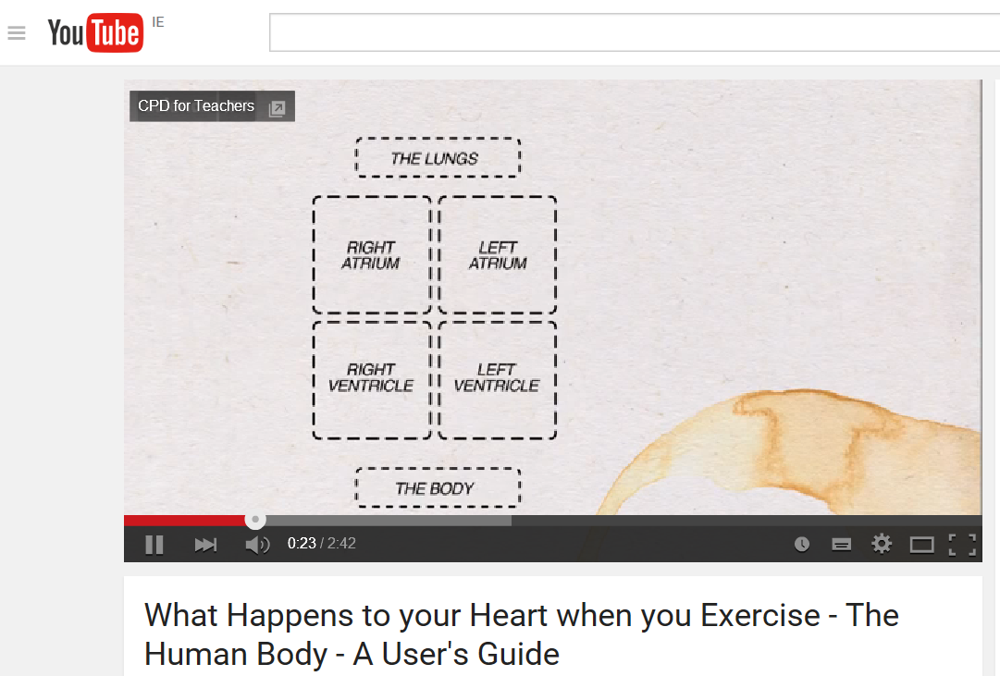 YouTube IE
CPD for Teachers
THE LUNGS
RIGHT
ATRIUM
LEFT
ATRIUM
RIGHT
VENTRICLE
LEFT
VENTRICLE
THE BODY
0:23 / 2:42
What Happens to your Heart when you Exercise - The
Human Body - A User's Guide